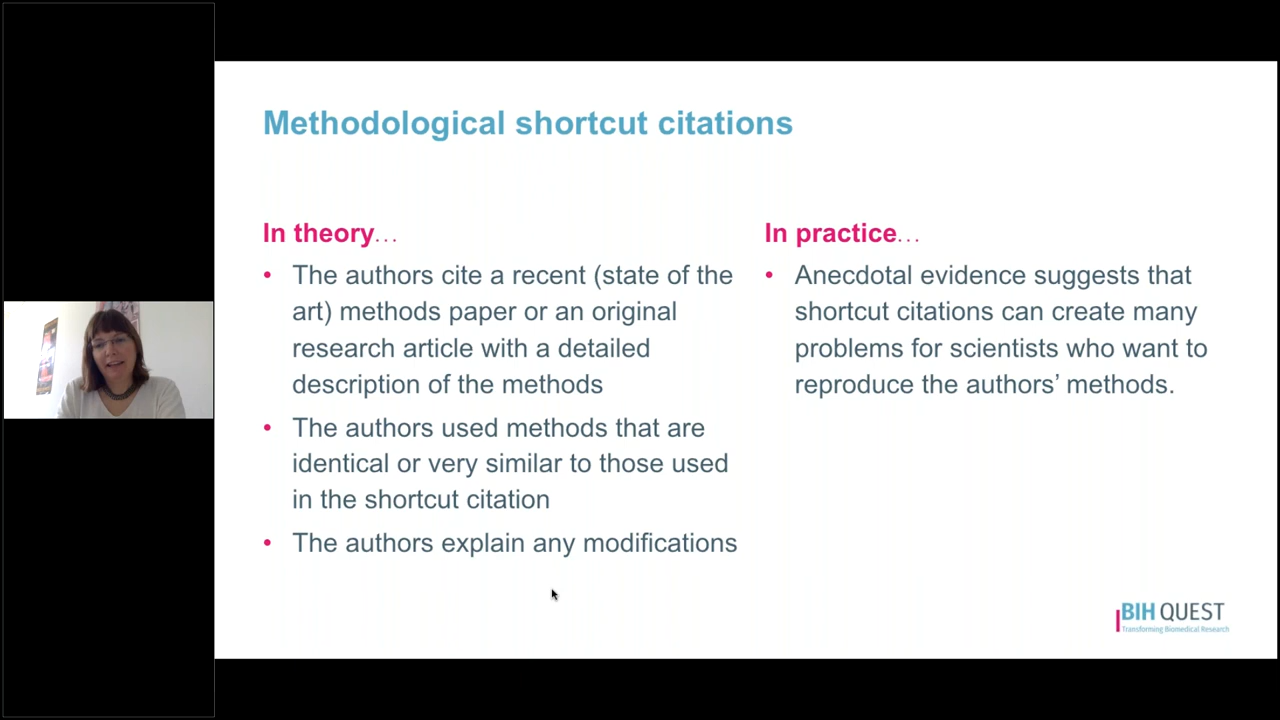 Methodological shortcut citations
In theory...
• The authors cite a recent (state of the
art) methods paper or an original
research article with a detailed
description of the methods
• The authors used methods that are
identical or very similar to those used
in the shortcut citation
• The authors explain any modifications
In practice...
• Anecdotal evidence suggests that
shortcut citations can create many
problems for scientists who want to
reproduce the authors’ methods.
BIH QUEST
Transforming Biomedical Research